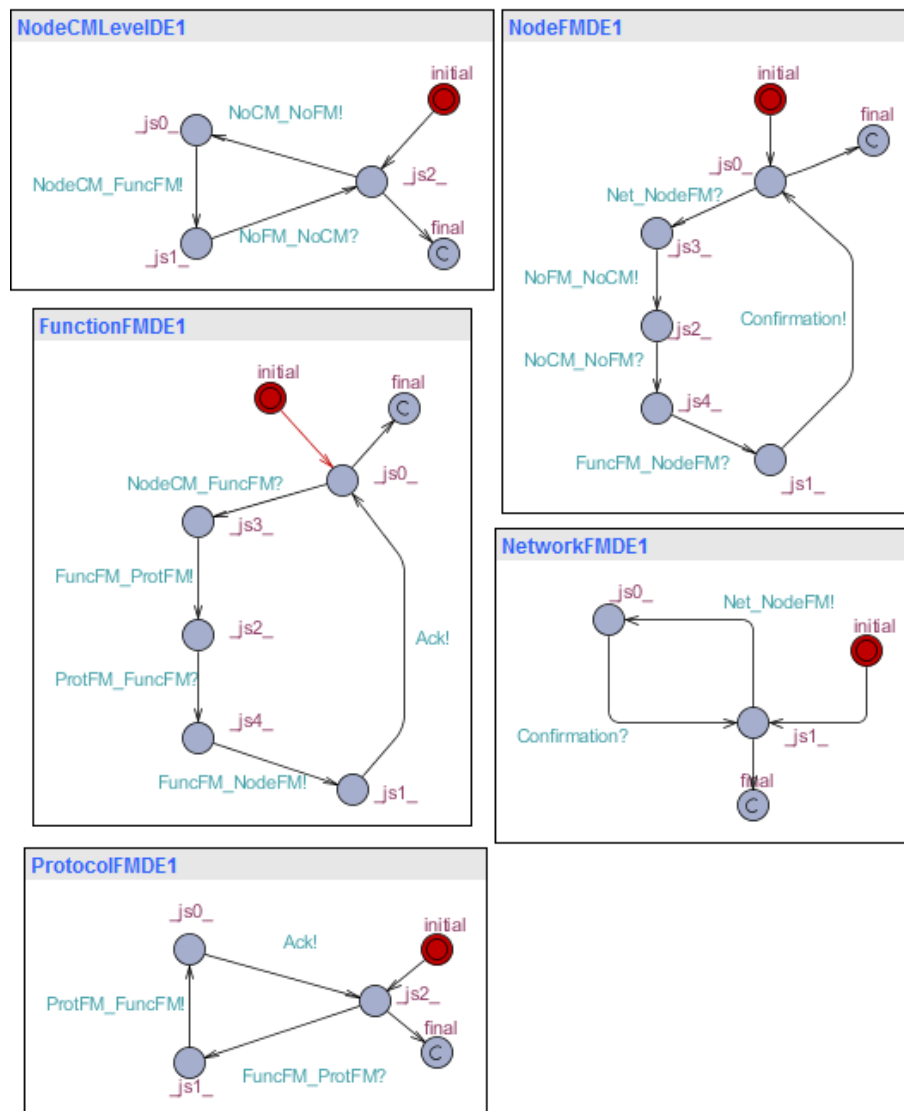 NodeCMLevelDE1
initial
NoCM_NoFM!
_js0_
_js2_
NodeCM_FuncFM!
final
NoFM_NoCM?
_js1_
NodeFMDE1
initial
final
_js0_
Net_NodeFM?
_js3_
NoFM_NoCM!
_js2_
Confirmation!
NoCM_NoFM?
_js4_
FuncFM_NodeFM?
_js1_
FunctionFMDE1
initial
final
NodeCM_FuncFM?
_js0_
_js3_
FuncFM_ProtFM!
_js2_
Ack!
ProtFM_FuncFM?
_js4_
FuncFM_NodeFM!
_js1_
NetworkFMDE1
_js0_
Net_NodeFM!
initial
Confirmation?
_js1_
final
C
ProtocolFMDE1
_js0_
Ack!
initial
ProtFM_FuncFM!
_js2_
final
_js1_
FuncFM_ProtFM?
C
C
C
C